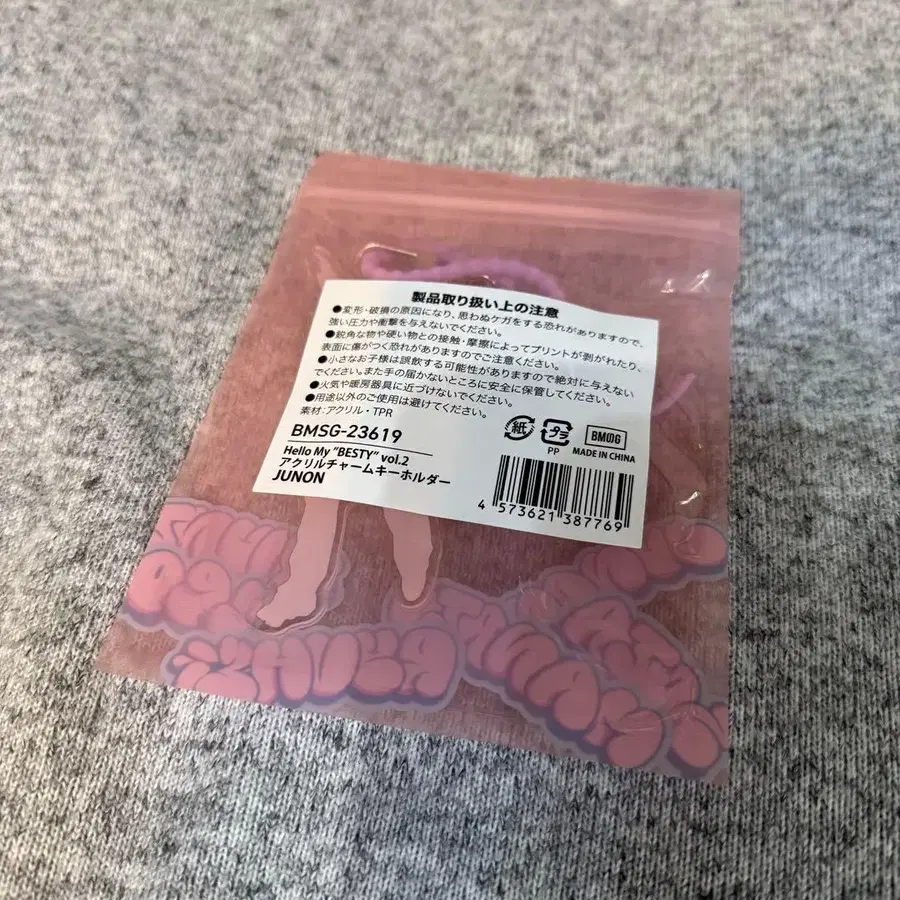 製品取り扱い上の注意
●変形・破損の原因になり、思わぬケガをする恐れがありますので、
強い圧力や衝撃を与えないでください。
●鋭角な物や硬い物との接触・摩擦によってプリントが剥がれたり、
表面に傷がつく恐れがありますのでご注意ください。
●小さなお子様は誤飲する可能性がありますので絶対に与えない
でください。また手の届かないところに安全に保管してください。
●火気や暖房器具に近づけないでください。
●用途以外のご使用は避けてください。
素材:アクリル・TPR
BMSG-23619
Hello My "BESTY" vol.2
アクリルチャームキーホルダー
JUNON
紙
プラ
PP
BMSG
MADE IN CHINA
4 573621 387769